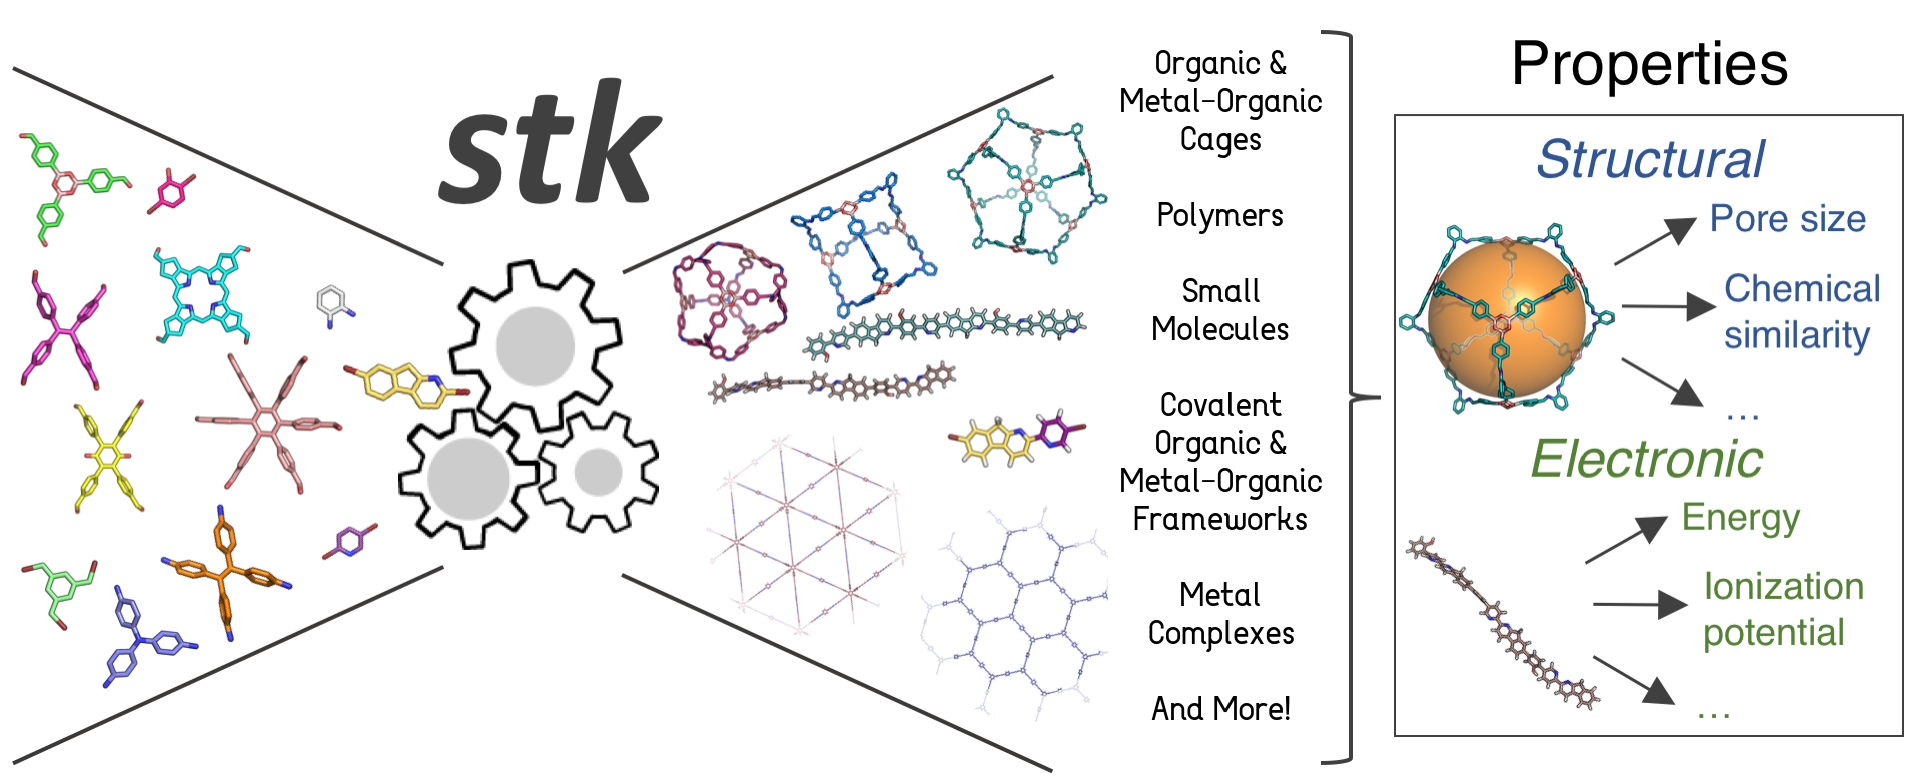 stk
Organic &
Metal-Organic
Cages
Polymers
Small
Molecules
Covalent
Organic &
Metal-Organic
Frameworks
Metal
Complexes
And More!
Properties
Structural
Pore size
Chemical
similarity
...
Electronic
Energy
Ionization
potential
...